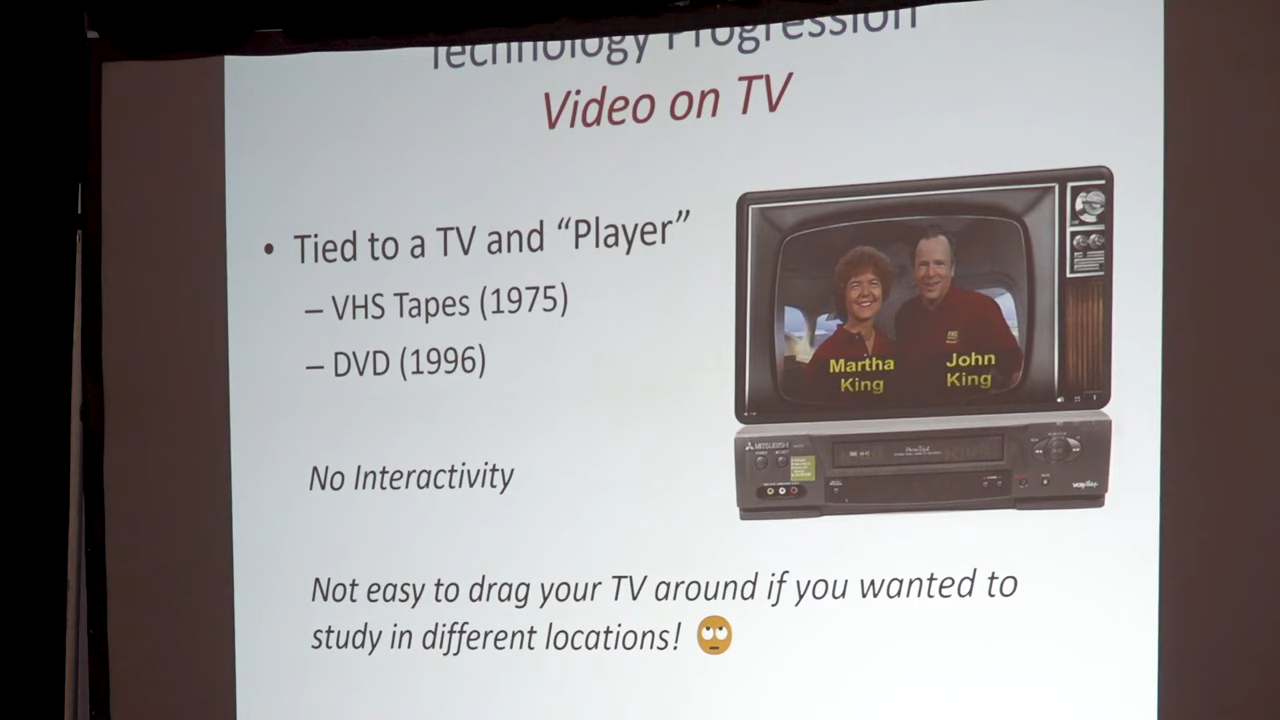 Technology Progression
Video on TV
• Tied to a TV and “Player”
– VHS Tapes (1975)
– DVD (1996)
No Interactivity
Not easy to drag your TV around if you wanted to
study in different locations! 🙄
Martha
King
John
King
MITSUBISHI